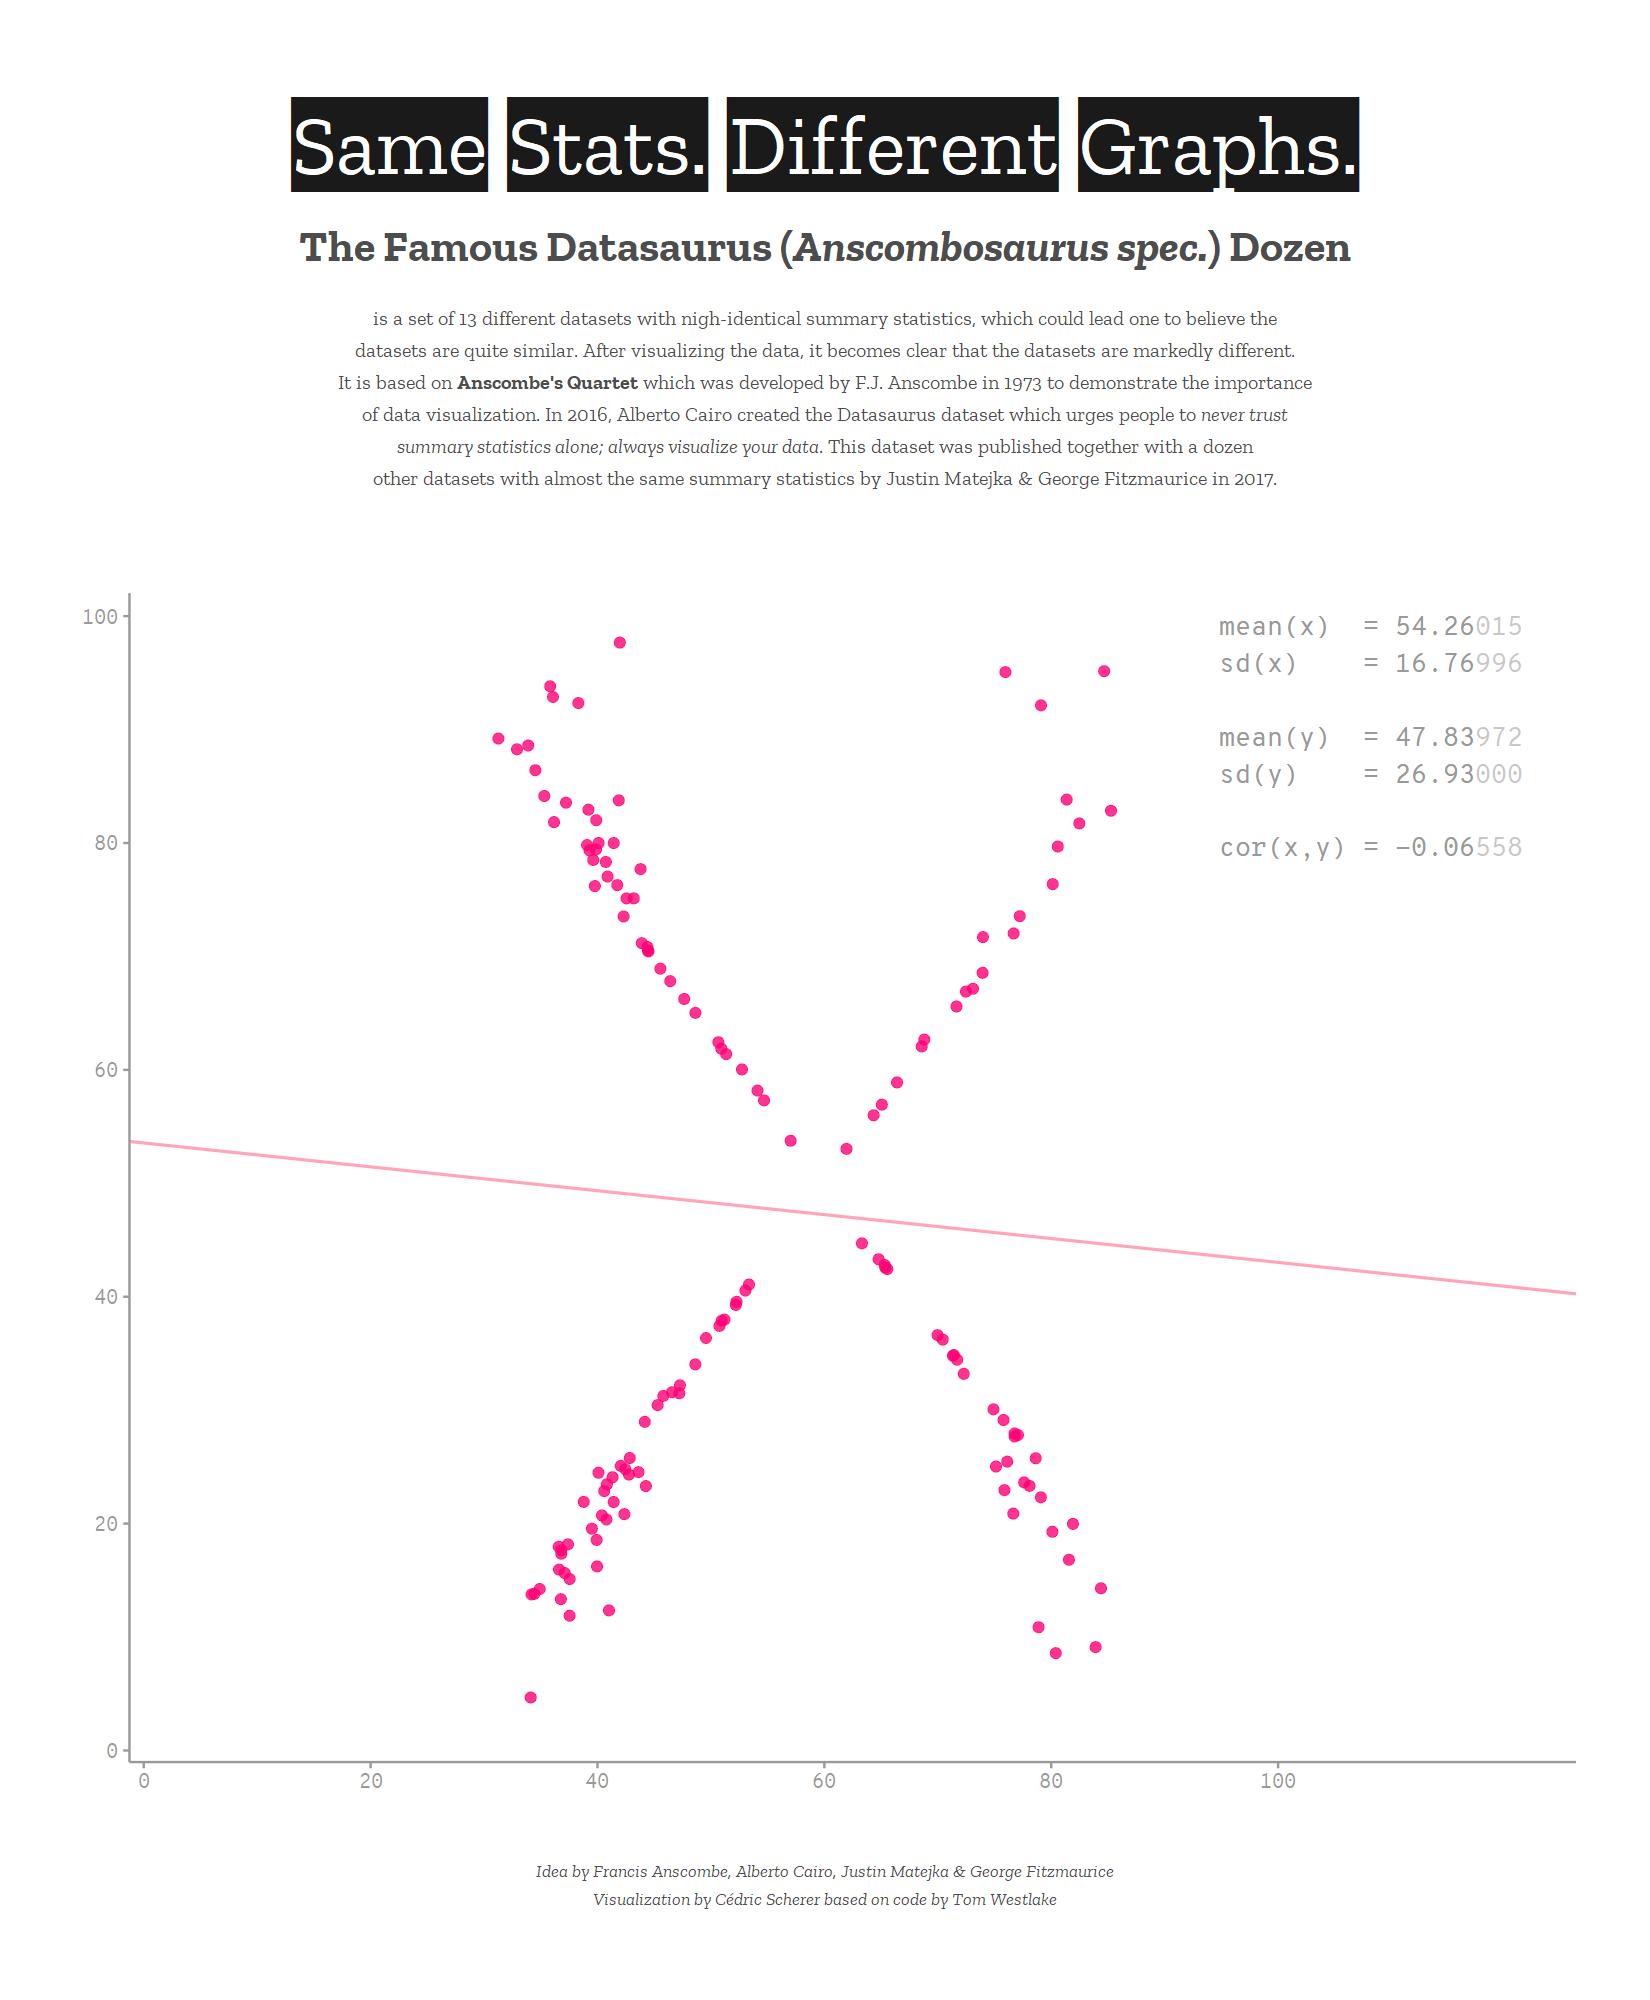 Same Stats. Different Graphs.
The Famous Datasaurus (Anscombosaurus spec.) Dozen
is a set of 13 different datasets with nigh-identical summary statistics, which could lead one to believe the
datasets are quite similar. After visualizing the data, it becomes clear that the datasets are markedly different.
It is based on Anscombe's Quartet which was developed by F.J. Anscombe in 1973 to demonstrate the importance
of data visualization. In 2016, Alberto Cairo created the Datasaurus dataset which urges people to never trust
summary statistics alone; always visualize your data. This dataset was published together with a dozen
other datasets with almost the same summary statistics by Justin Matejka & George Fitzmaurice in 2017.
mean(x) = 54.26015
sd(x) = 16.76996
mean(y) = 47.83972
sd(y) = 26.93000
cor(x,y) = −0.06558
100
80
60
40
20
0
0 20 40 60 80 100
Idea by Francis Anscombe, Alberto Cairo, Justin Matejka & George Fitzmaurice
Visualization by Cédric Scherer based on code by Tom Westlake